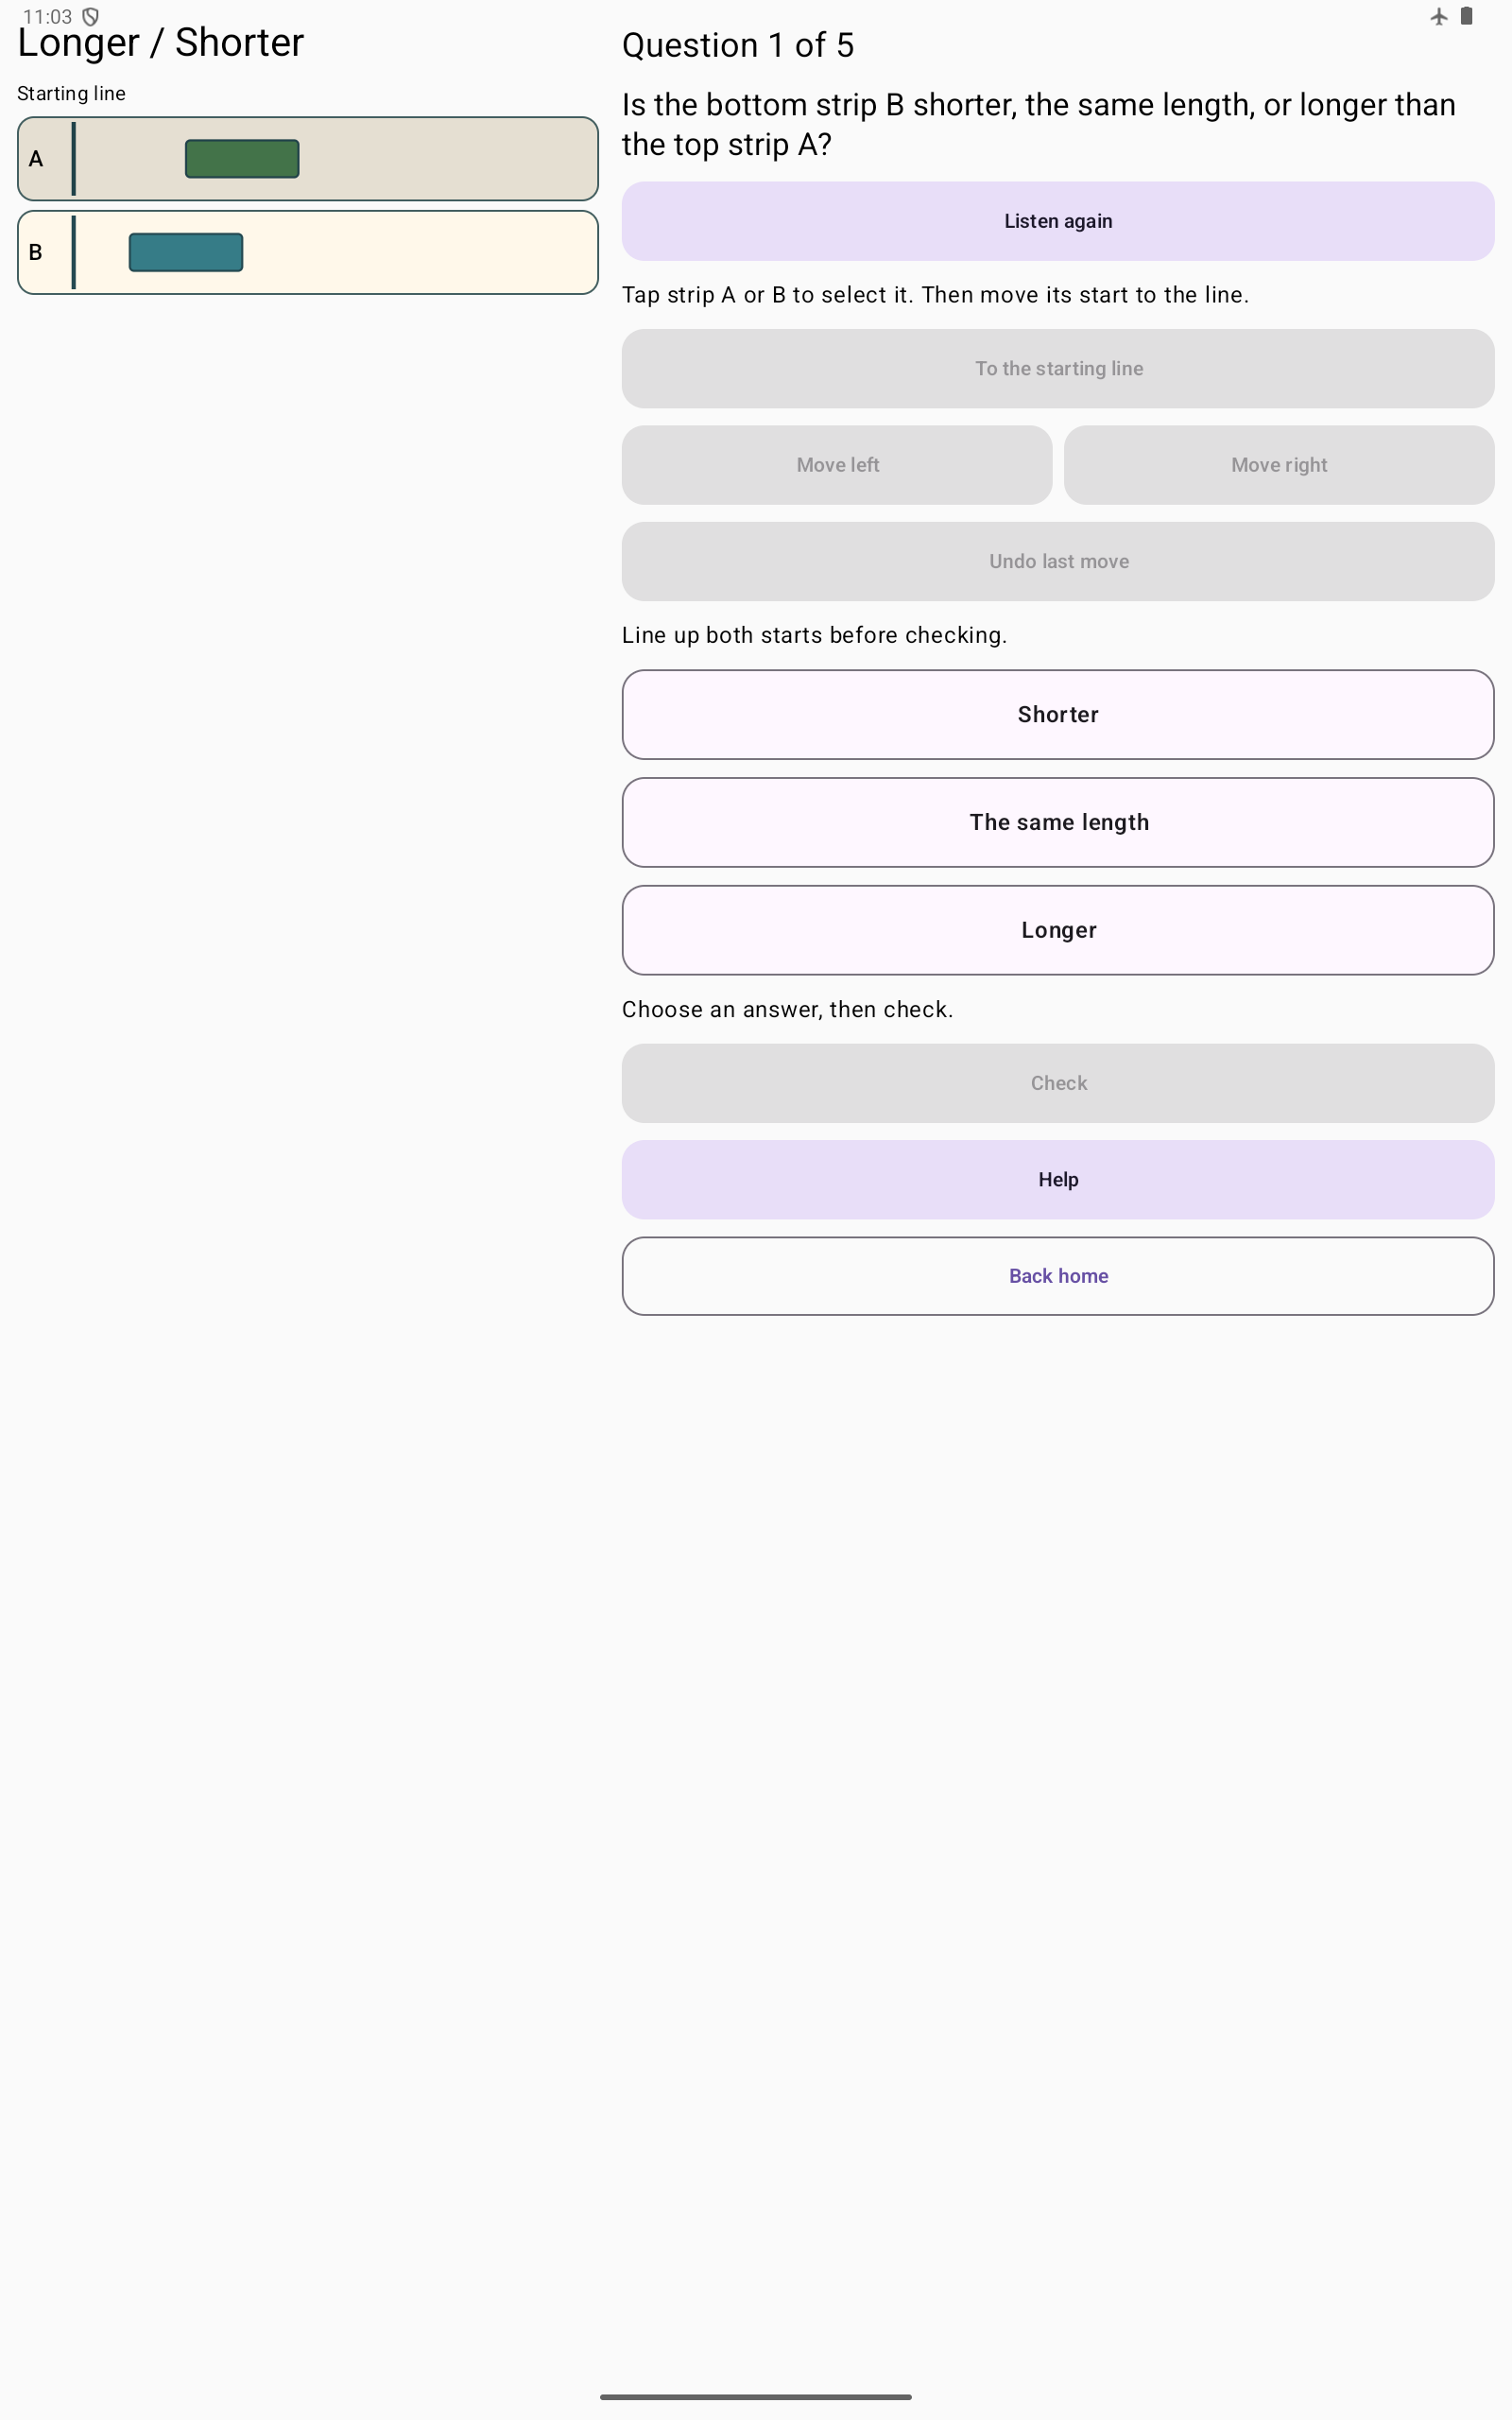 11:03
Longer / Shorter
Starting line
A
B
Question 1 of 5
Is the bottom strip B shorter, the same length, or longer than
the top strip A?
Listen again
Tap strip A or B to select it. Then move its start to the line.
To the starting line
Move left
Move right
Undo last move
Line up both starts before checking.
Shorter
The same length
Longer
Choose an answer, then check.
Check
Help
Back home